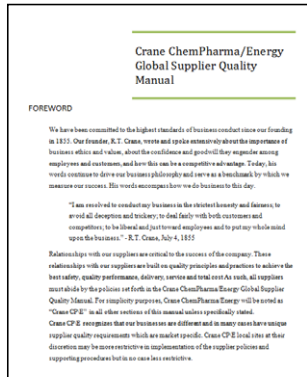 Crane ChemPharma/Energy
Global Supplier Quality
Manual
FOREWORD
We have been committed to the highest standards of business conduct since our founding
in 1855. Our founder, R.T. Crane, wrote and spoke extensively about the importance of
business ethics and values, about the confidence and goodwill they engender among
employees and customers, and how this can be a competitive advantage. Today, his
words continue to drive our business philosophy and serve as a benchmark by which we
measure our success. His words encompass how we do business to this day.
"I am resolved to conduct my business in the strictest honesty and fairness; to
avoid all deception and trickery; to deal fairly with both customers and
competitors; to be liberal and just toward employees and to put my whole mind
upon the business." - R.T. Crane, July 4, 1855
Relationships with our suppliers are critical to the success of the company. These
relationships with our suppliers are built on quality principles and practices to achieve the
best safety, quality performance, delivery, service and total cost As such, all suppliers
must abide by the policies set forth in the Crane ChemPharma Energy Global Supplier
Quality Manual. For simplicity purposes, Crane ChemPharma Energy will be noted as
"Crane CP-E" in all other sections of this manual unless specifically stated.
Crane CP-E recognizes that our businesses are different and in many cases have unique
supplier quality requirements which are market specific. Crane CP-E local sites at their
discretion may be more restrictive in implementation of the supplier policies and
supporting procedures but in no case less restrictive.